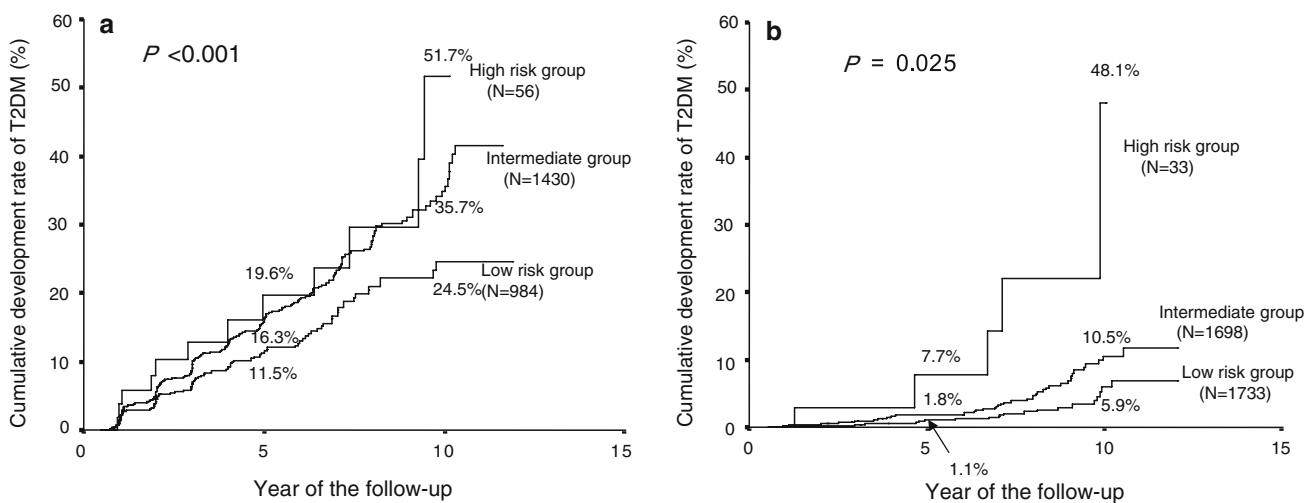 a
P <0.001
Cumulative development rate of T2DM (%)
60
50
40
30
20
10
0
51.7%
High risk group
(N=56)
Intermediate group
(N=1430)
35.7%
19.6%
Low risk group
(N=984)
24.5%
16.3%
11.5%
0
5
10
15
Year of the follow-up
b
P = 0.025
Cumulative development rate of T2DM (%)
60
50
40
30
20
10
0
48.1%
High risk group
(N=33)
Intermediate group
(N=1698)
10.5%
7.7%
Low risk group
(N=1733)
1.8%
5.9%
1.1%
0
5
10
15
Year of the follow-up